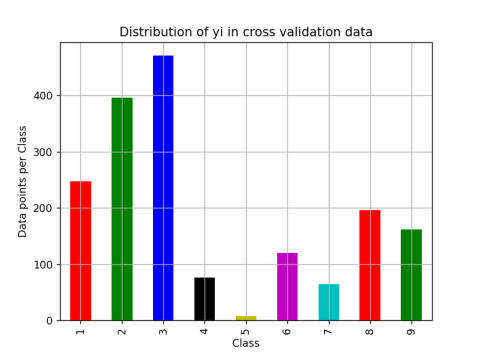 Distribution of yi in cross validation data
Data points per Class
400
300
200
100
0
1 2 3 4 5 6 7 8 9
Class